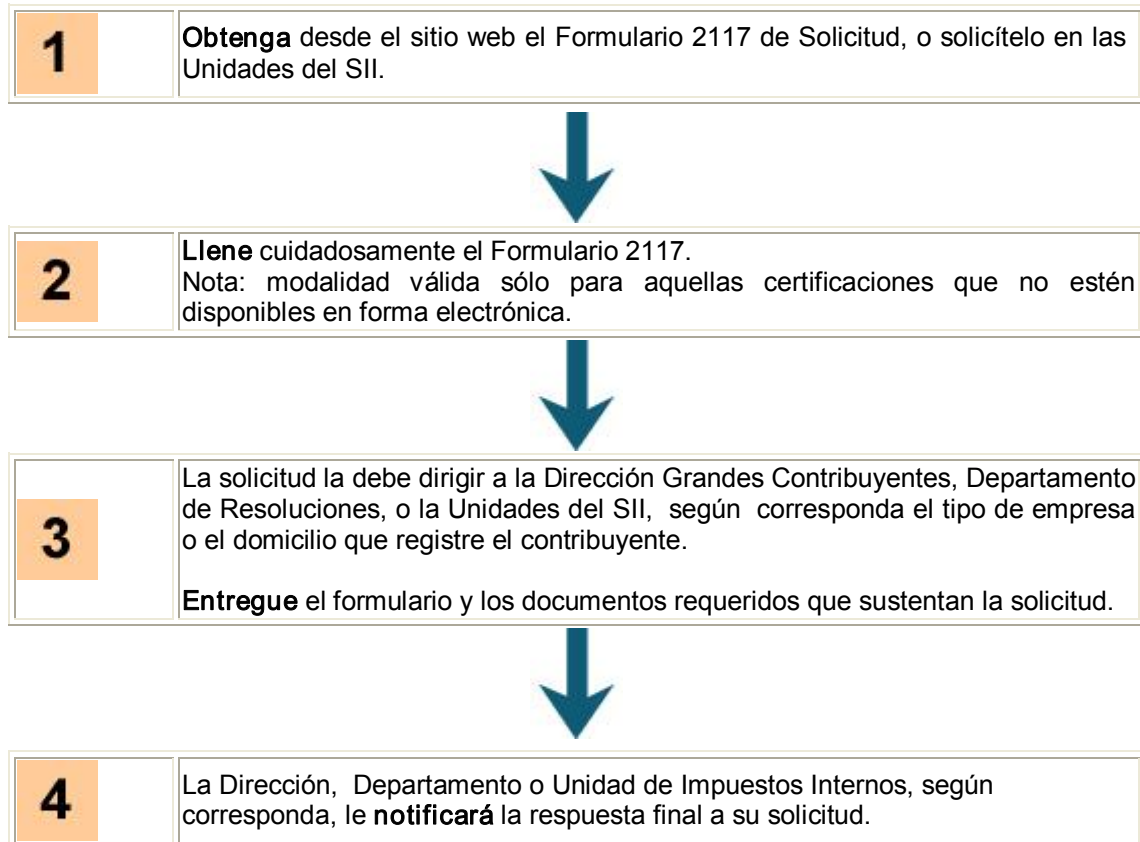 1
Obtenga desde el sitio web el Formulario 2117 de Solicitud, o solicítelo en las
Unidades del SII.
2
Llene cuidadosamente el Formulario 2117.
Nota: modalidad válida sólo para aquellas certificaciones que no estén
disponibles en forma electrónica.
3
La solicitud la debe dirigir a la Dirección Grandes Contribuyentes, Departamento
de Resoluciones, o la Unidades del SII, según corresponda el tipo de empresa
o el domicilio que registre el contribuyente.
Entregue el formulario y los documentos requeridos que sustentan la solicitud.
4
La Dirección, Departamento o Unidad de Impuestos Internos, según
corresponda, le notificará la respuesta final a su solicitud.